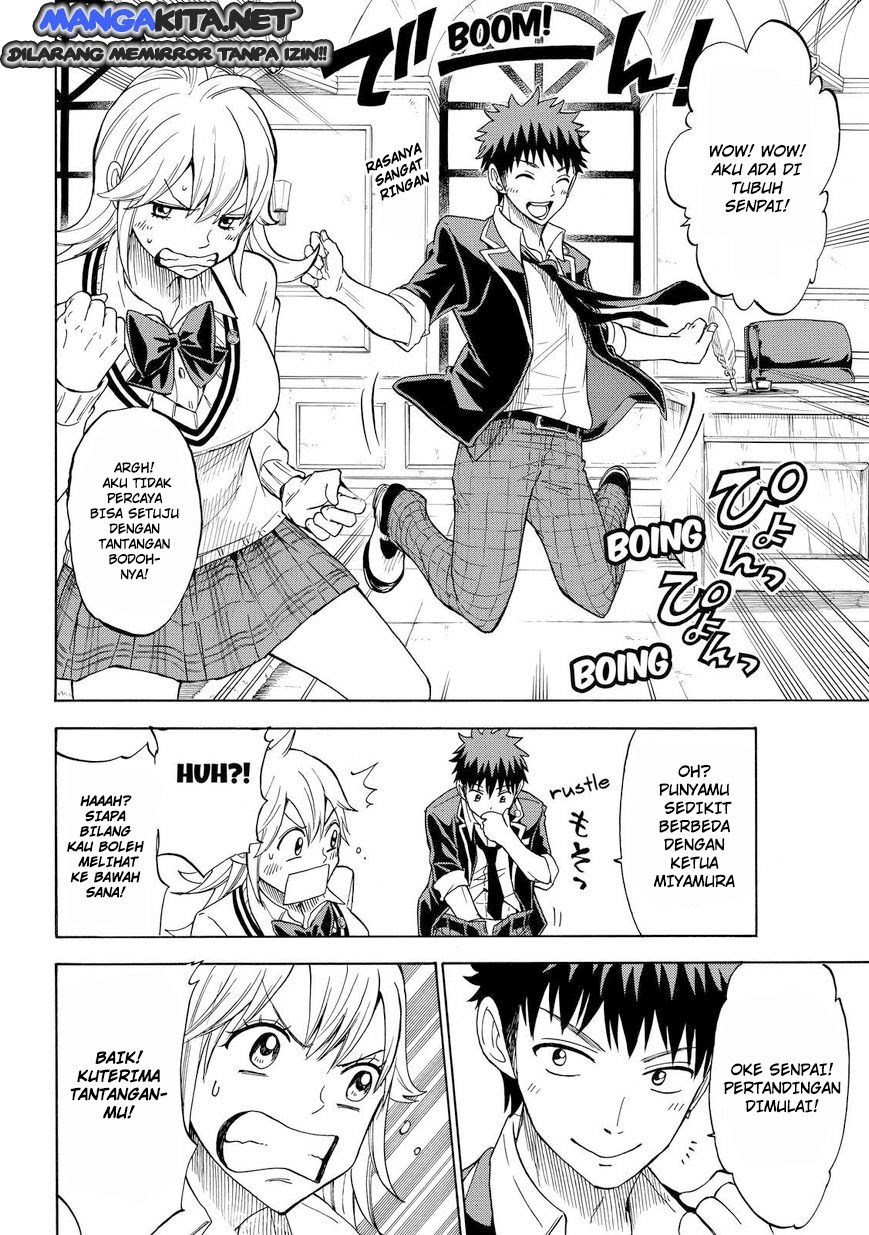 MANGAKITA.NET
DILARANG MEMIRROR TANPA IZIN!!
で
BOOM!
ん!
WOW! WOW!
AKU ADA DI
TUBUH
SENPAI!
RASANYA
SANGAT
RINGAN
ARGH!
AKU TIDAK
PERCAYA
BISA SETUJU
DENGAN
TANTANGAN
BODOH-
NYA!
BOING
ぴょんっ
BOING
ぴょんっ
OH?
PUNYAMU
SEDIKIT
BERBEDA
DENGAN
KETUA
MIYAMURA
rustle
もそっ
HUH?!
HAAAH?
SIAPA
BILANG
KAU BOLEH
MELIHAT
KE BAWAH
SANA!
OKE SENPAI!
PERTANDINGAN
DIMULAI!
BAIK!
KUTERIMA
TANTANGAN-
MU!